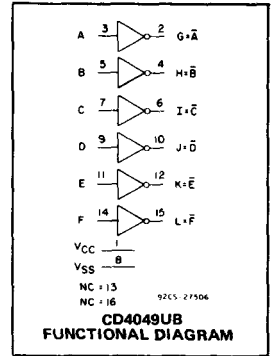 A 3 2 G=A̅
B 5 4 H=B̅
C 7 6 I=C̅
D 9 10 J=D̅
E 11 12 K=E̅
F 14 15 L=F̅
VCC 1
VSS 8
NC = 13
NC = 16
92CS-27506
CD4049UB
FUNCTIONAL DIAGRAM